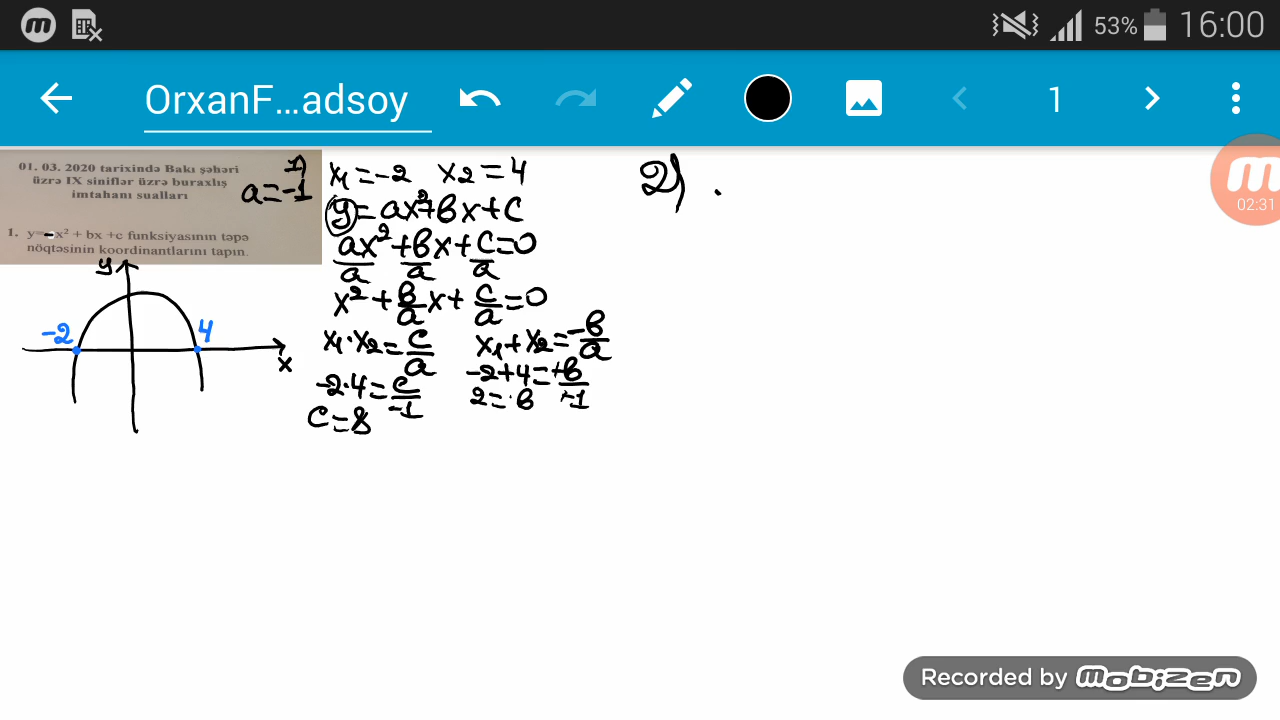 53% 16:00
OrxanF...adsoy 1
02:31
01. 03. 2020 tarixində Bakı şəhəri
üzrə IX siniflər üzrə buraxlış
imtahanı sualları
1. y=-x² + bx +c funksiyasının təpə
nöqtəsinin koordinantlarını tapın.
y
-2 4
x
1)
a=-1
x₁=-2 x₂=4
y=ax²+bx+c
ax²/a+bx/a+c/a=0
x²+b/a x+c/a=0
x₁·x₂=c/a x₁+x₂=-b/a
-2·4=c/-1 -2+4=+b/+1
c=8 2=b
2) .
Recorded by mobizen